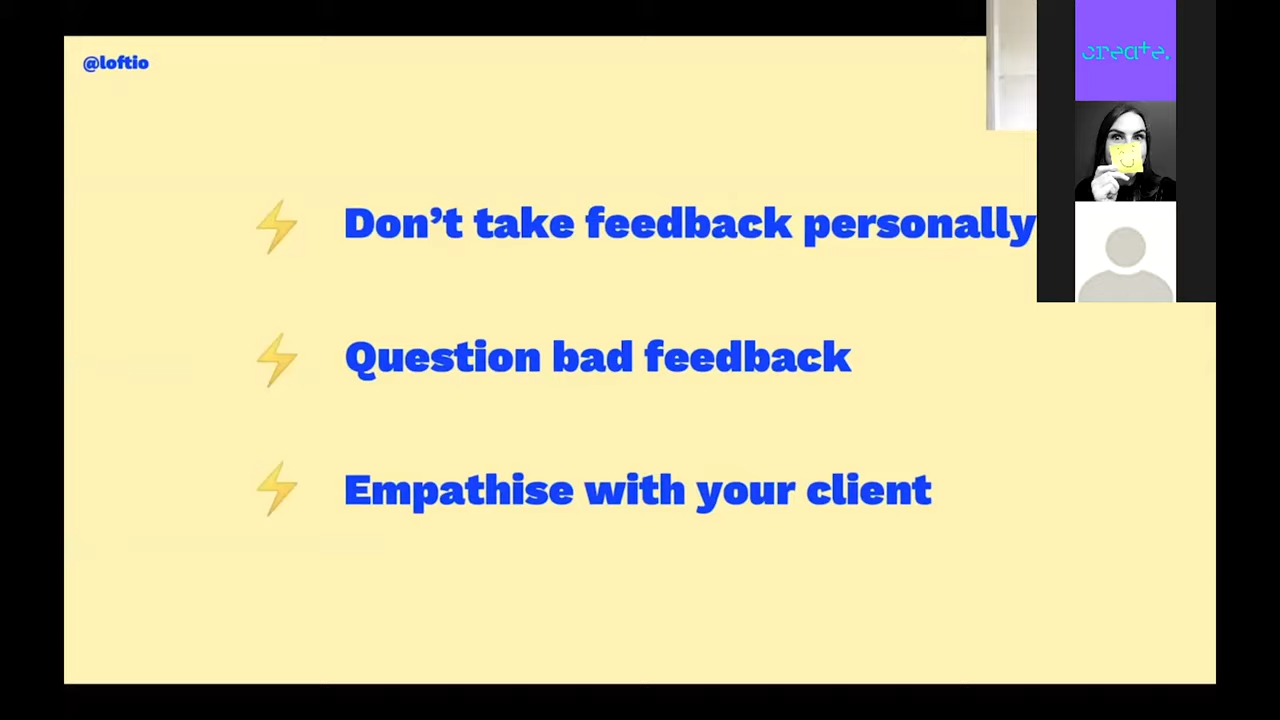 @loftio
create.
⚡ Don’t take feedback personally
⚡ Question bad feedback
⚡ Empathise with your client